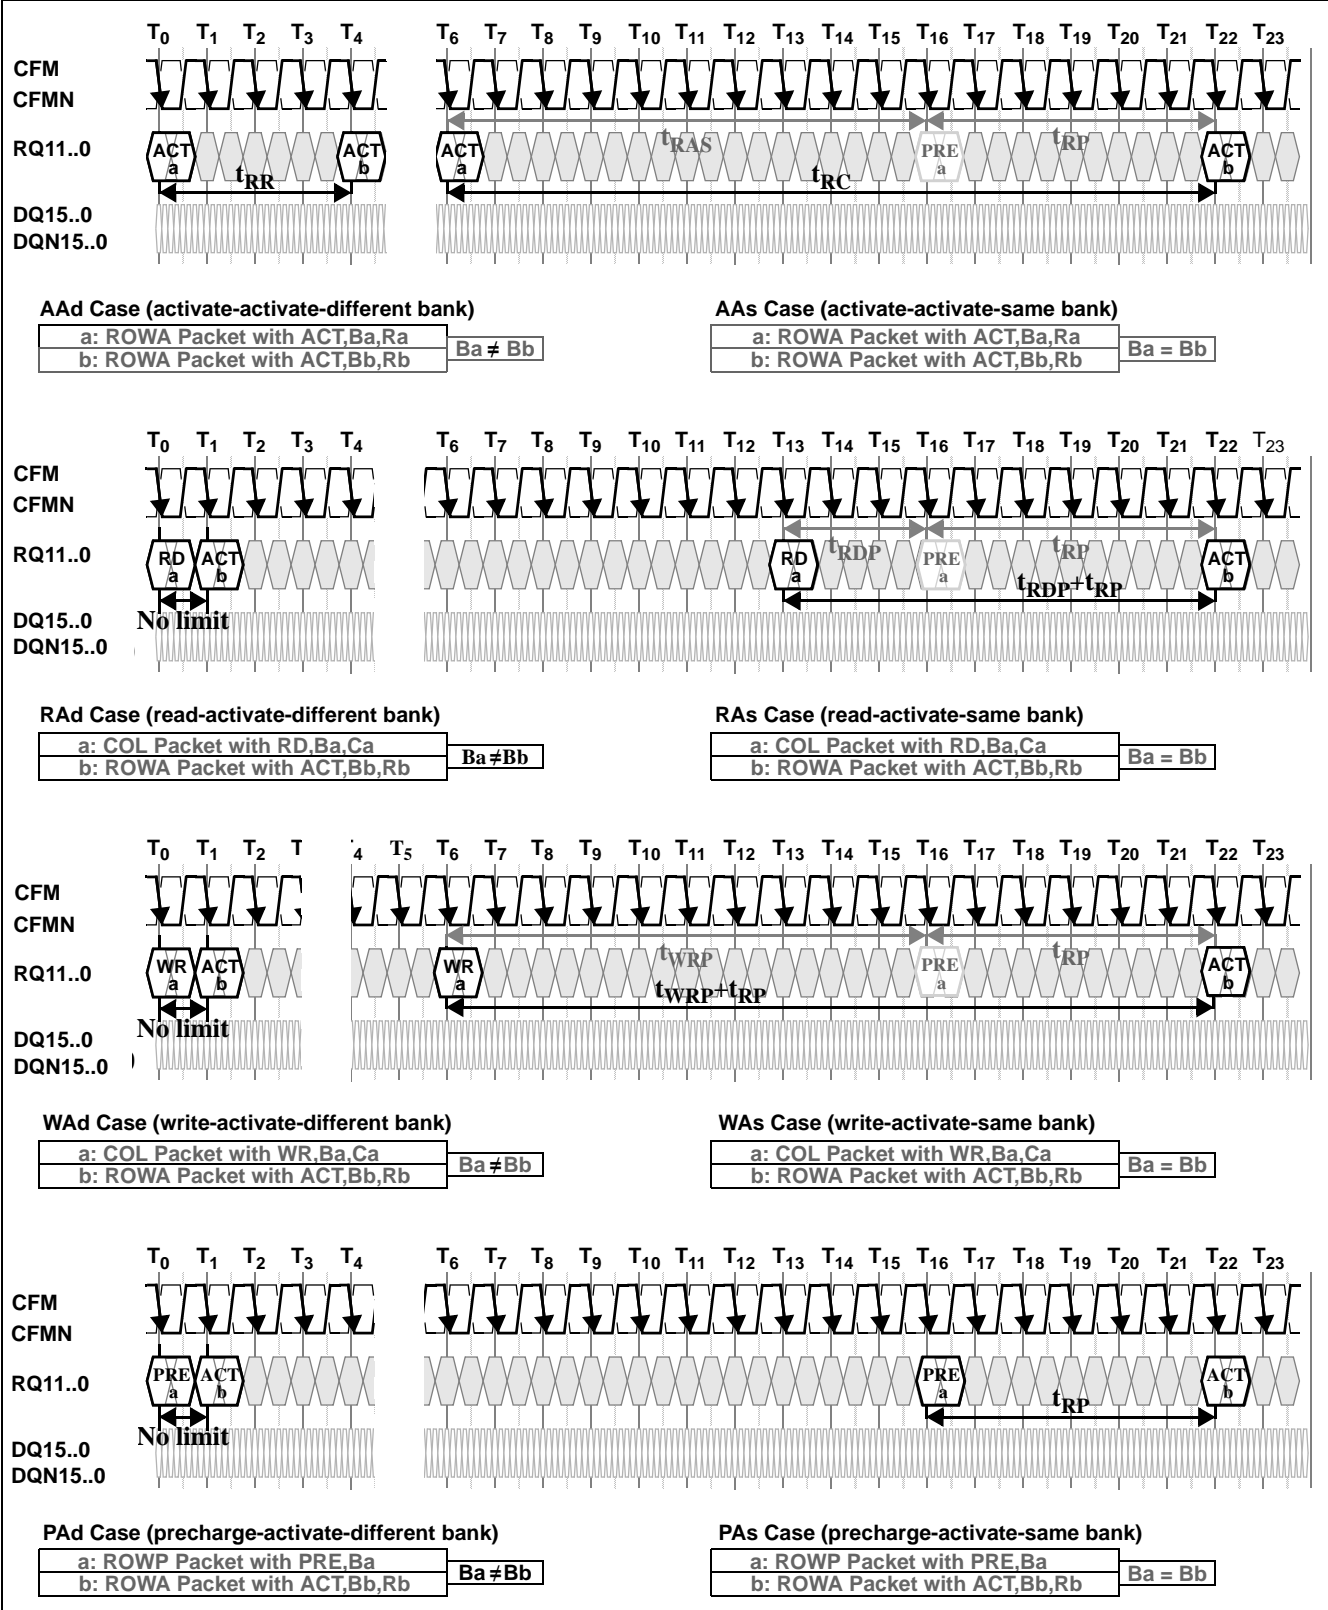 T0 T1 T2 T3 T4 T6 T7 T8 T9 T10 T11 T12 T13 T14 T15 T16 T17 T18 T19 T20 T21 T22 T23
CFM
CFMN
RQ11..0 ACT a tRR ACT b ACT a tRAS tRC PRE a tRP ACT b
DQ15..0
DQN15..0
AAd Case (activate-activate-different bank) AAs Case (activate-activate-same bank)
a: ROWA Packet with ACT,Ba,Ra a: ROWA Packet with ACT,Ba,Ra
Ba ≠ Bb Ba = Bb
b: ROWA Packet with ACT,Bb,Rb b: ROWA Packet with ACT,Bb,Rb
T0 T1 T2 T3 T4 T6 T7 T8 T9 T10 T11 T12 T13 T14 T15 T16 T17 T18 T19 T20 T21 T22 T23
CFM
CFMN
RQ11..0 RD a ACT b RD a tRDP PRE a tRP ACT b
tRDP+tRP
No limit
DQ15..0
DQN15..0
RAd Case (read-activate-different bank) RAs Case (read-activate-same bank)
a: COL Packet with RD,Ba,Ca a: COL Packet with RD,Ba,Ca
Ba≠Bb Ba = Bb
b: ROWA Packet with ACT,Bb,Rb b: ROWA Packet with ACT,Bb,Rb
T0 T1 T2 T 4 T5 T6 T7 T8 T9 T10 T11 T12 T13 T14 T15 T16 T17 T18 T19 T20 T21 T22 T23
CFM
CFMN
RQ11..0 WR a ACT b WR a tWRP PRE a tRP ACT b
tWRP+tRP
No limit
DQ15..0
DQN15..0
WAd Case (write-activate-different bank) WAs Case (write-activate-same bank)
a: COL Packet with WR,Ba,Ca a: COL Packet with WR,Ba,Ca
Ba≠Bb Ba = Bb
b: ROWA Packet with ACT,Bb,Rb b: ROWA Packet with ACT,Bb,Rb
T0 T1 T2 T3 T4 T6 T7 T8 T9 T10 T11 T12 T13 T14 T15 T16 T17 T18 T19 T20 T21 T22 T23
CFM
CFMN
RQ11..0 PRE a ACT b PRE a tRP ACT b
No limit
DQ15..0
DQN15..0
PAd Case (precharge-activate-different bank) PAs Case (precharge-activate-same bank)
a: ROWP Packet with PRE,Ba a: ROWP Packet with PRE,Ba
Ba≠Bb Ba = Bb
b: ROWA Packet with ACT,Bb,Rb b: ROWA Packet with ACT,Bb,Rb